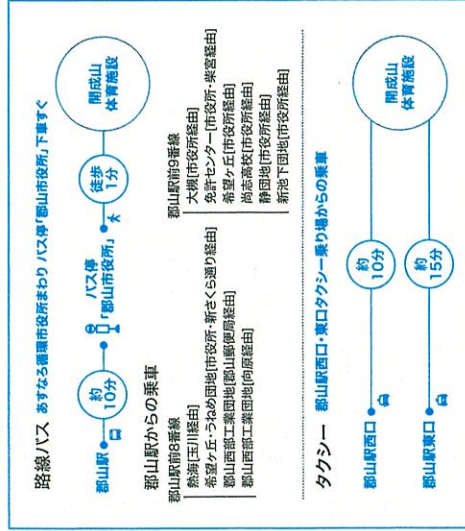 路線バス あすなろ循環市役所まわり バス停「郡山市役所」下車すぐ
郡山駅
約
10分
バス停
「郡山市役所」
徒歩
1分
開成山
体育施設
郡山駅からの乗車
郡山駅前8番線
熱海[玉川経由]
希望ヶ丘・うねめ団地[市役所・新さくら通り経由]
郡山西部工業団地[郡山郵便局経由]
郡山西部工業団地[向原経由]
郡山駅前9番線
大槻[市役所経由]
免許センター[市役所・柴宮経由]
希望ヶ丘[市役所経由]
尚志高校[市役所経由]
静団地[市役所経由]
新池下団地[市役所経由]
タクシー 郡山駅西口・東口タクシー乗り場からの乗車
郡山駅西口
約
10分
郡山駅東口
約
15分
開成山
体育施設